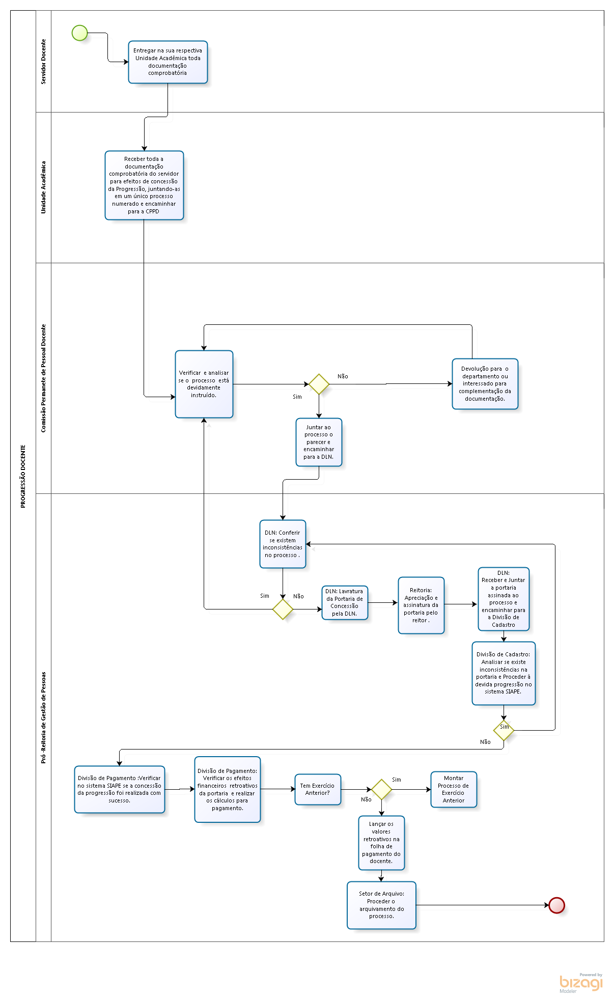 PROGRESSÃO DOCENTE
Servidor Docente
Entregar na sua respectiva
Unidade Acadêmica toda
documentação
comprobatória
Unidade Acadêmica
Receber toda a
documentação
comprobatória do servidor
para efeitos de concessão
da Progressão, juntando-as
em um único processo
numerado e encaminhar
para a CPPD
Comissão Permanete de Pessoal Docente
Verificar e analisar
se o processo está
devidamente
instruído.
Não
Sim
Devolução para o
departamento ou
interessado para
complementação da
documentação.
Juntar ao
processo o
parecer e
encaminhar
para a DLN.
Pró -Reitoria de Gestão de Pessoas
DLN: Conferir
se existem
inconsistências
no processo .
Sim
Não
DLN: Lavratura
da Portaria de
Concessão
pela DLN.
Reitoria:
Apreciação e
assinatura da
portaria pelo
reitor .
DLN:
Receber e Juntar
a portaria
assinada ao
processo e
encaminhar para
a Divisão de
Cadastro
Divisão de Cadastro:
Analisar se existe
inconsistências na
portaria e Proceder à
devida progressão no
sistema SIAPE.
Sim
Não
Divisão de Pagamento :Verificar
no sistema SIAPE se a concessão
da progressão foi realizada com
sucesso.
Divisão de Pagamento:
Verificar os efeitos
financeiros retroativos
da portaria e realizar
os cálculos para
pagamento.
Tem Exercício
Anterior?
Sim
Não
Montar
Processo de
Exercício
Anterior
Lançar os
valores
retroativos na
folha de
pagamento do
docente.
Setor de Arquivo:
Proceder o
arquivamento do
processo.
Powered by
bizagi
Modeler